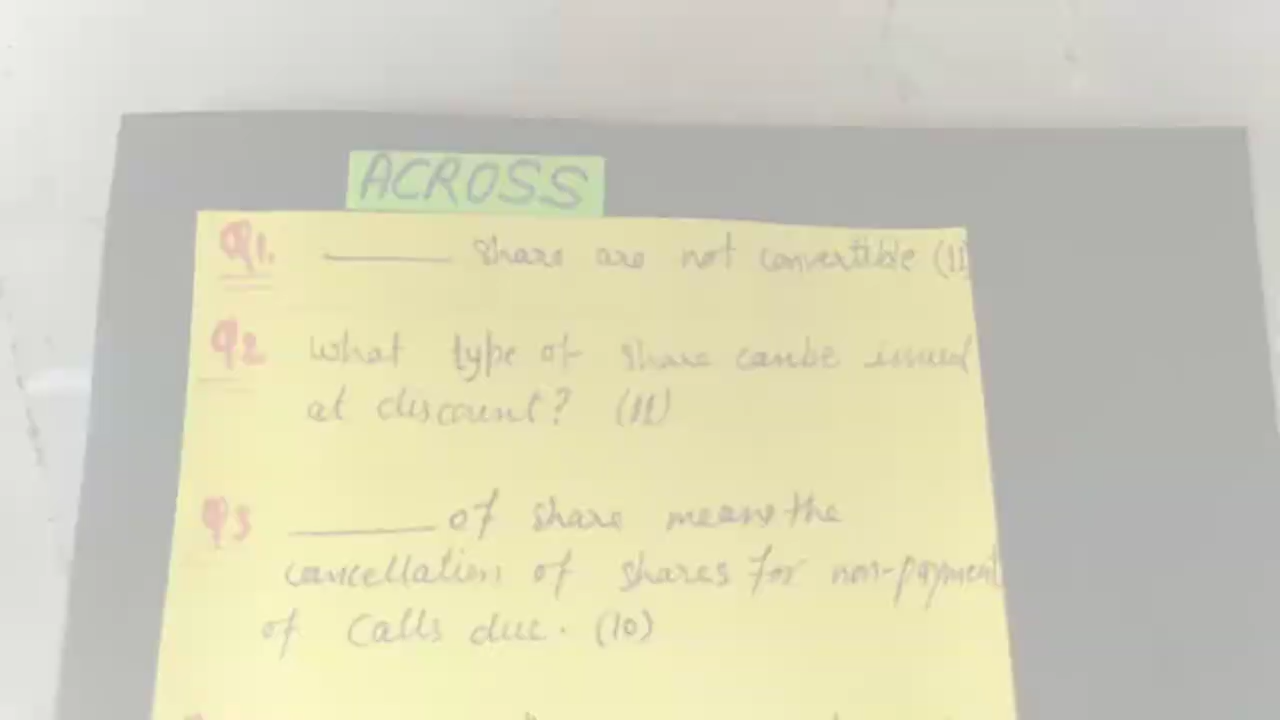 ACROSS
Q1. ______ share are not convertible (11)
Q2 What type of share canbe issued
at discount? (11)
Q3 ______ of share means the
cancellation of shares for non-payment
of calls due. (10)